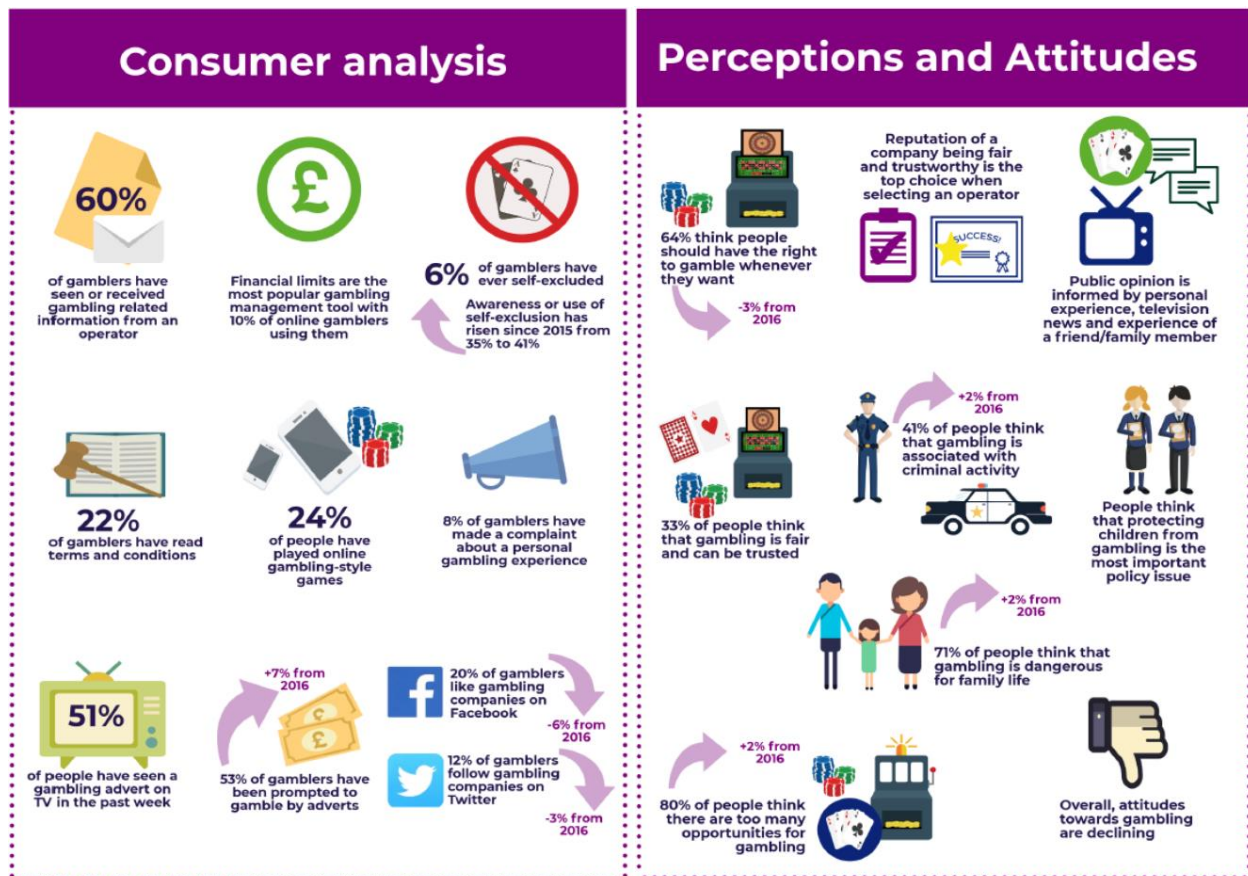 Consumer analysis
60%
of gamblers have
seen or received
gambling related
information from an
operator
£
Financial limits are the
most popular gambling
management tool with
10% of online gamblers
using them
6% of gamblers have
ever self-excluded
Awareness or use of
self-exclusion has
risen since 2015 from
35% to 41%
22%
of gamblers have read
terms and conditions
24%
of people have
played online
gambling-style
games
8% of gamblers have
made a complaint
about a personal
gambling experience
51%
of people have seen a
gambling advert on
TV in the past week
+7% from
2016
£
£
53% of gamblers have
been prompted to
gamble by adverts
f
20% of gamblers
like gambling
companies on
Facebook
-6% from
2016
12% of gamblers
follow gambling
companies on
Twitter
-3% from
2016
Perceptions and Attitudes
64% think people
should have the right
to gamble whenever
they want
-3% from
2016
Reputation of a
company being fair
and trustworthy is the
top choice when
selecting an operator
SUCCESS!
Public opinion is
informed by personal
experience, television
news and experience of
a friend/family member
33% of people think
that gambling is fair
and can be trusted
+2% from
2016
41% of people think
that gambling is
associated with
criminal activity
People think
that protecting
children from
gambling is the
most important
policy issue
+2% from
2016
71% of people think that
gambling is dangerous
for family life
+2% from
2016
80% of people think
there are too many
opportunities for
gambling
Overall, attitudes
towards gambling
are declining